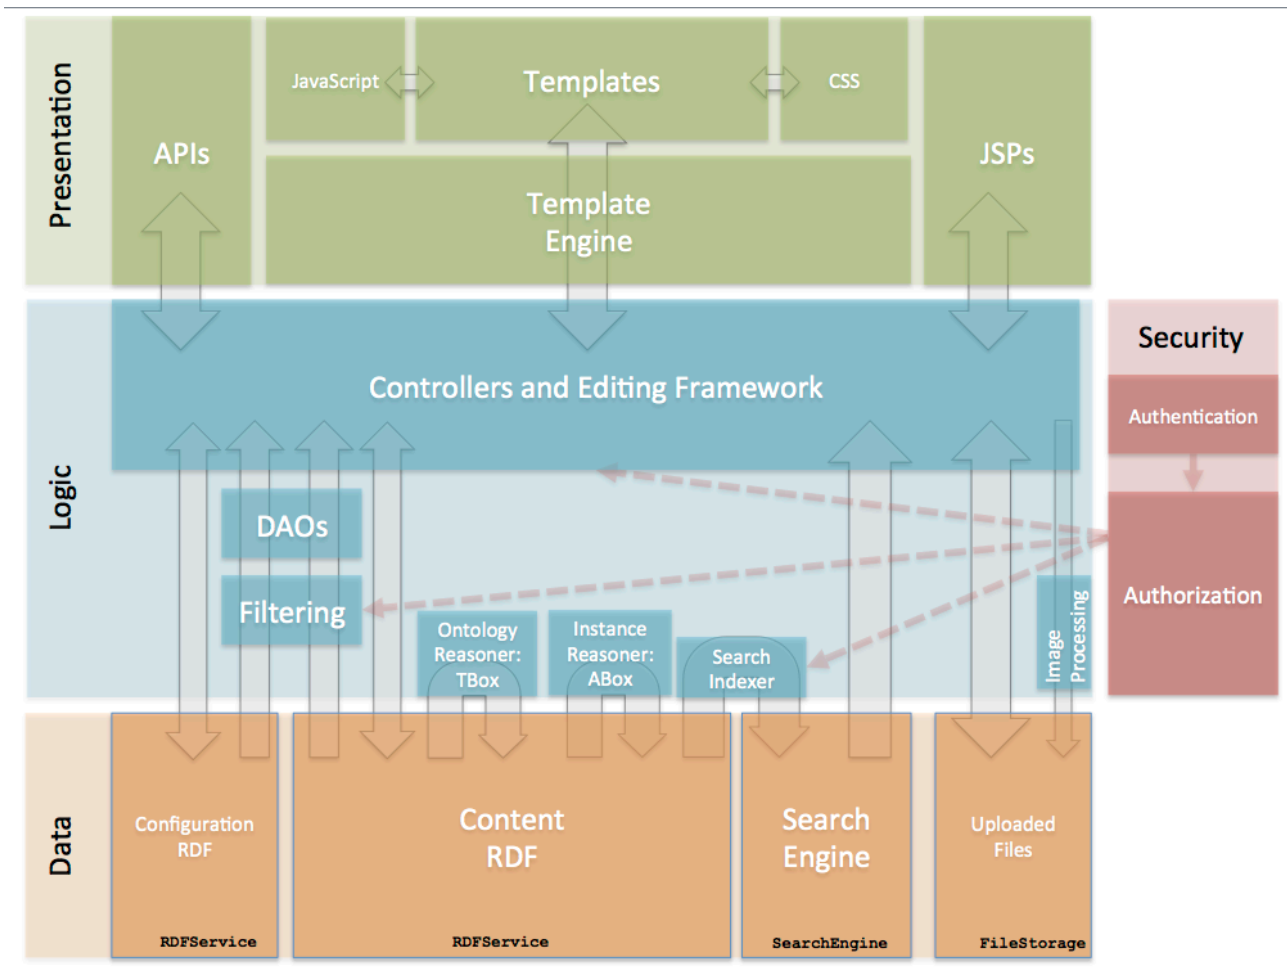 Presentation
APIs
JavaScript
Templates
CSS
JSPs
Template
Engine
Logic
Controllers and Editing Framework
DAOs
Filtering
Ontology
Reasoner:
TBox
Instance
Reasoner:
ABox
Search
Indexer
Image
Processing
Security
Authentication
Authorization
Data
Configuration
RDF
RDFService
Content
RDF
RDFService
Search
Engine
SearchEngine
Uploaded
Files
FileStorage